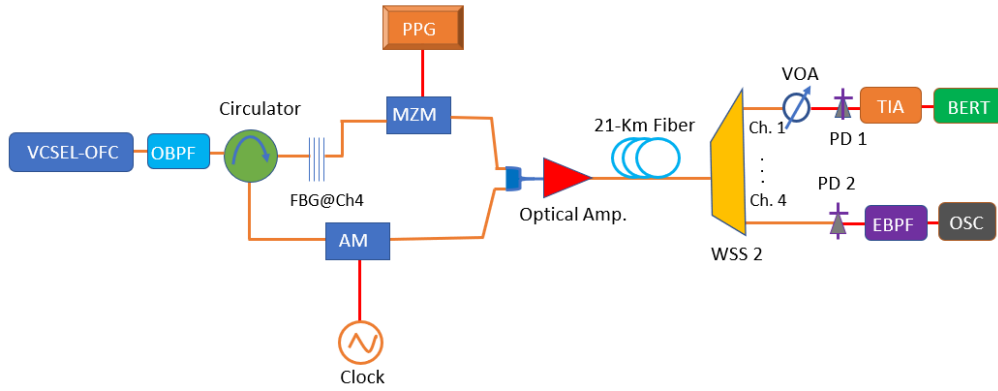 PPG
Circulator
MZM
VCSEL-OFC
OBPF
FBG@Ch4
AM
Clock
Optical Amp.
21-Km Fiber
WSS 2
VOA
Ch. 1
Ch. 4
PD 1
TIA
BERT
PD 2
EBPF
OSC